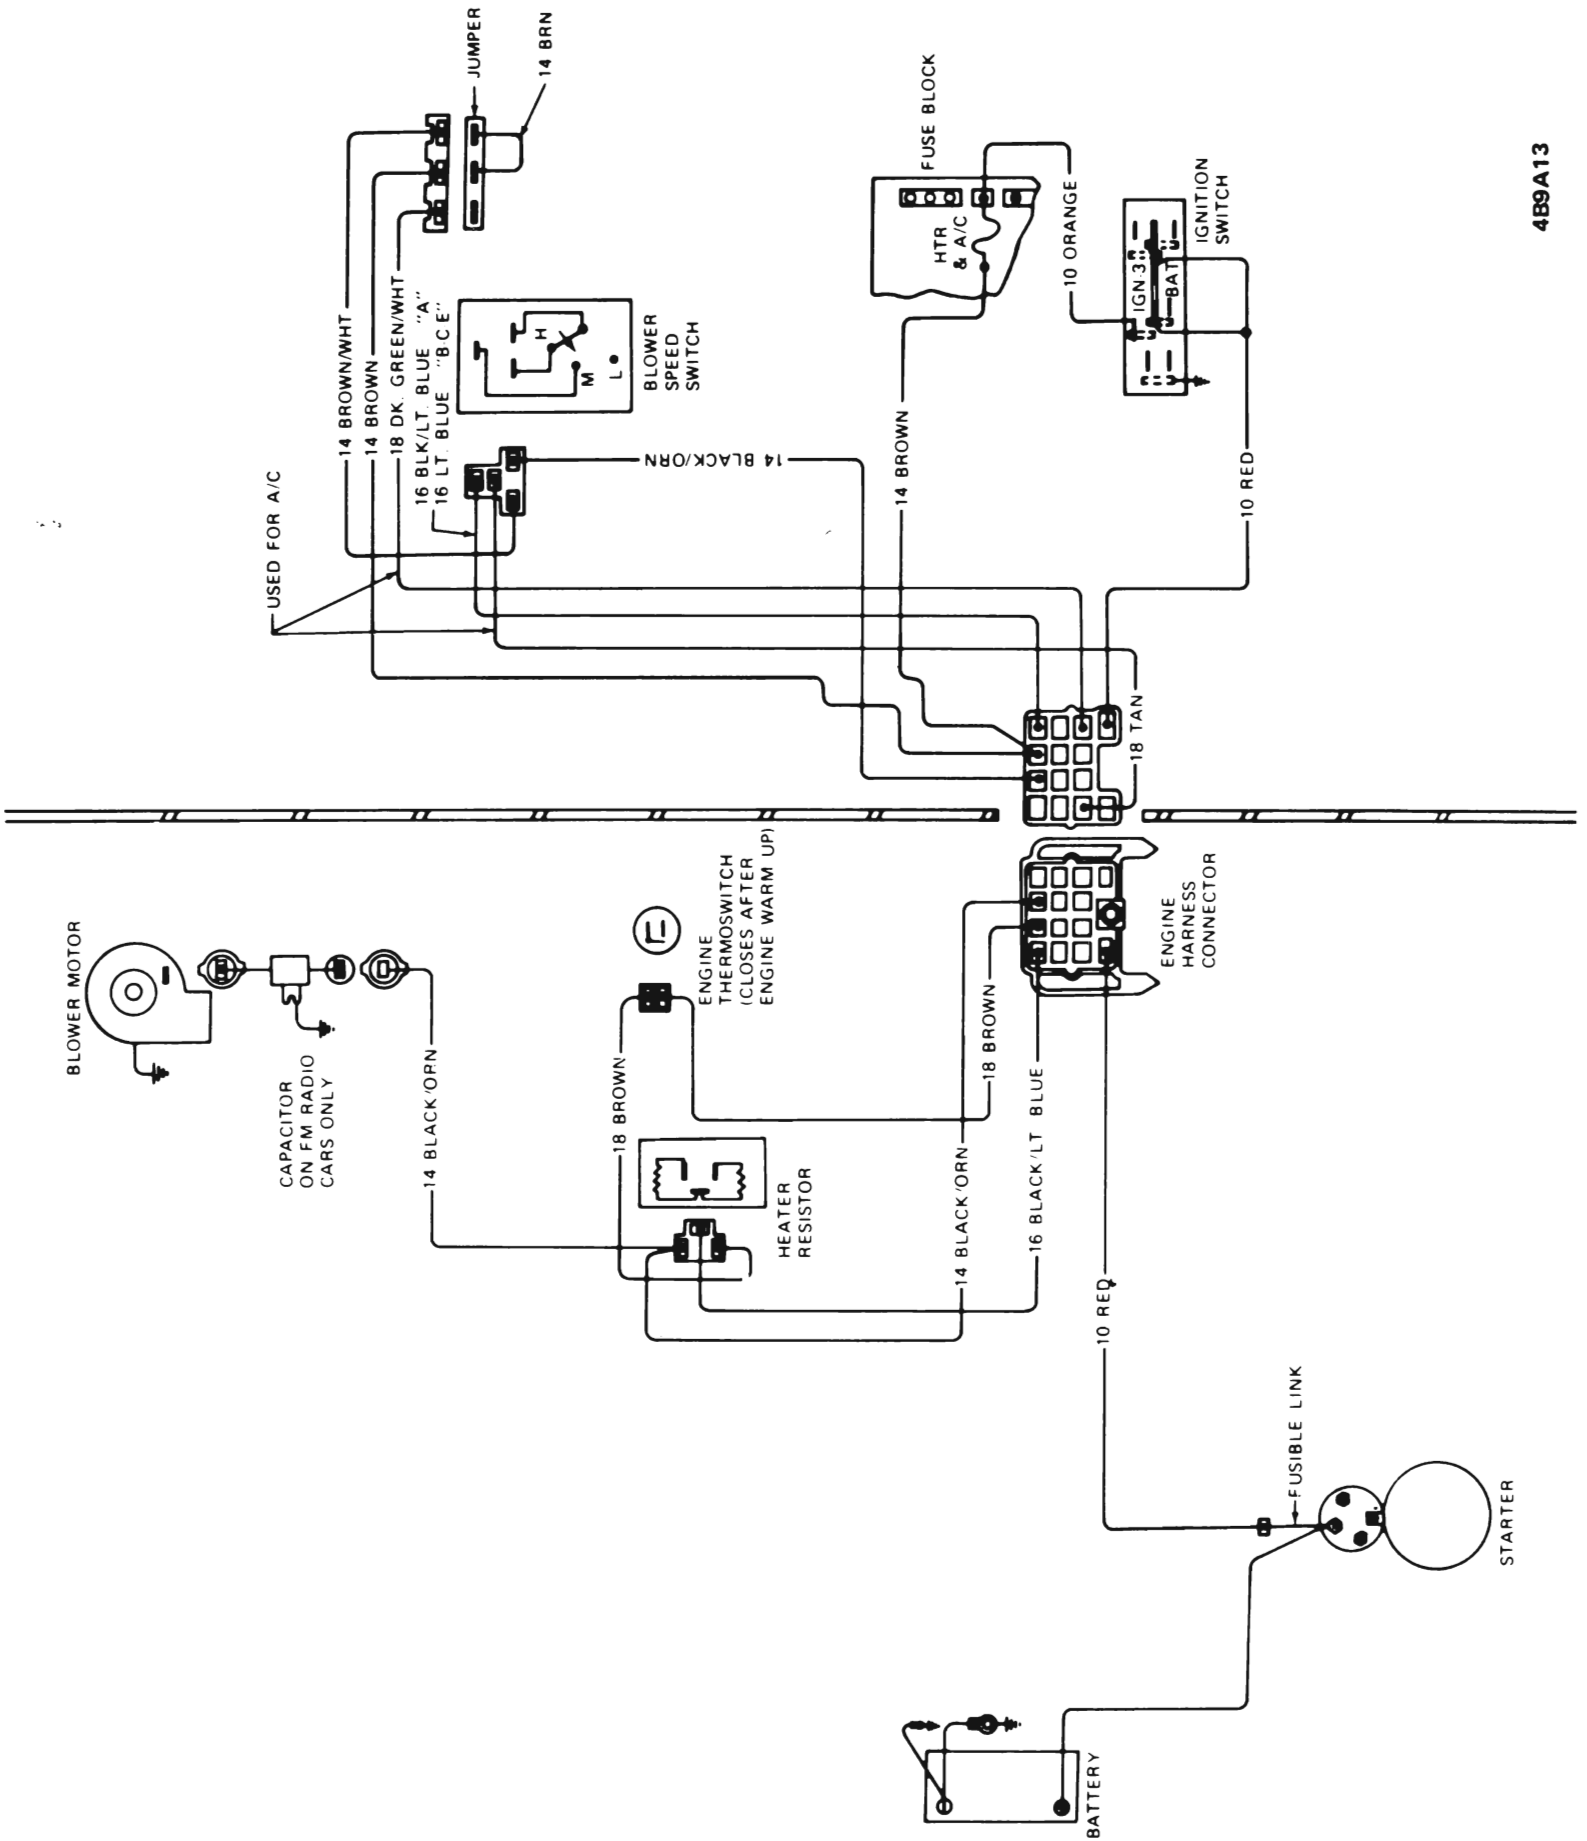 JUMPER
14 BRN
14 BROWN/WHT
14 BROWN
18 DK. GREEN/WHT
16 BLK/LT. BLUE "A"
16 LT. BLUE "B-C E"
USED FOR A/C
H
M
L
BLOWER
SPEED
SWITCH
14 BLACK/ORN
FUSE BLOCK
HTR
& A/C
14 BROWN
10 ORANGE
IGN-3
BAT
IGNITION
SWITCH
10 RED
18 TAN
4B9A13
BLOWER MOTOR
CAPACITOR
ON FM RADIO
CARS ONLY
14 BLACK/ORN
ENGINE
THERMOSWITCH
(CLOSES AFTER
ENGINE WARM UP)
18 BROWN
18 BROWN
HEATER
RESISTOR
14 BLACK/ORN
16 BLACK/LT BLUE
ENGINE
HARNESS
CONNECTOR
10 RED
FUSIBLE LINK
STARTER
BATTERY